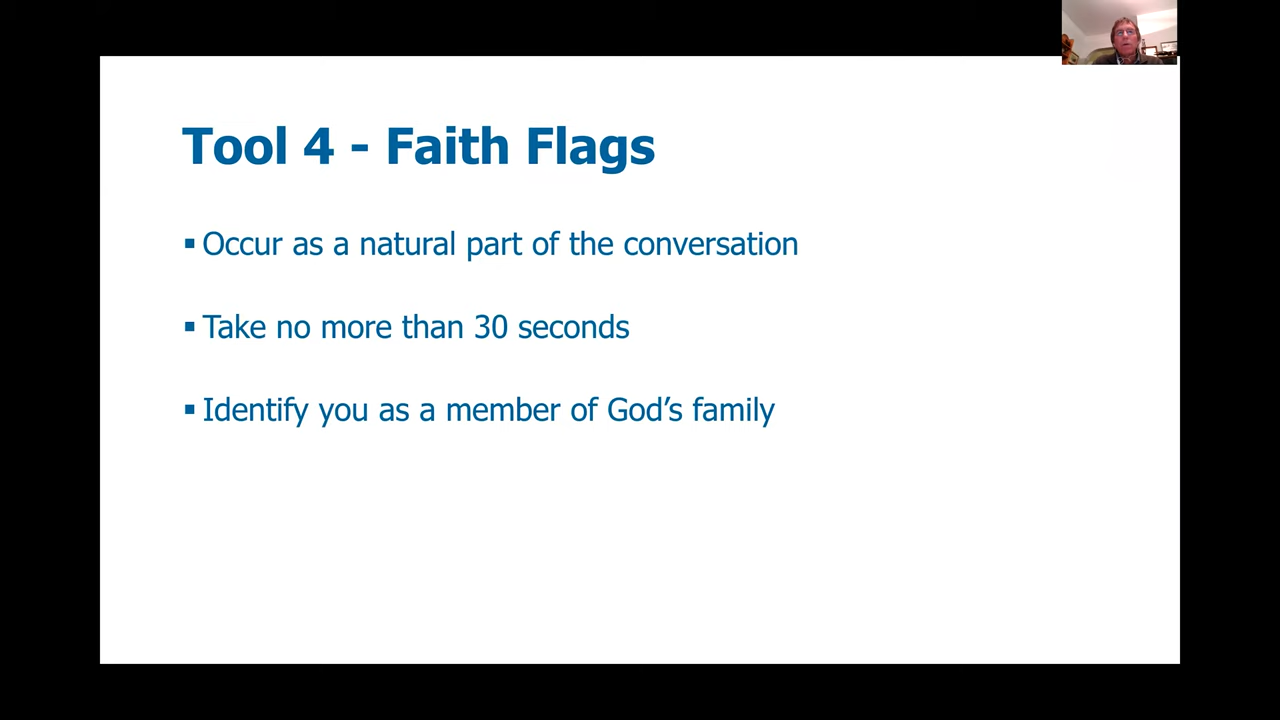 Tool 4 - Faith Flags
▪ Occur as a natural part of the conversation
▪ Take no more than 30 seconds
▪ Identify you as a member of God’s family